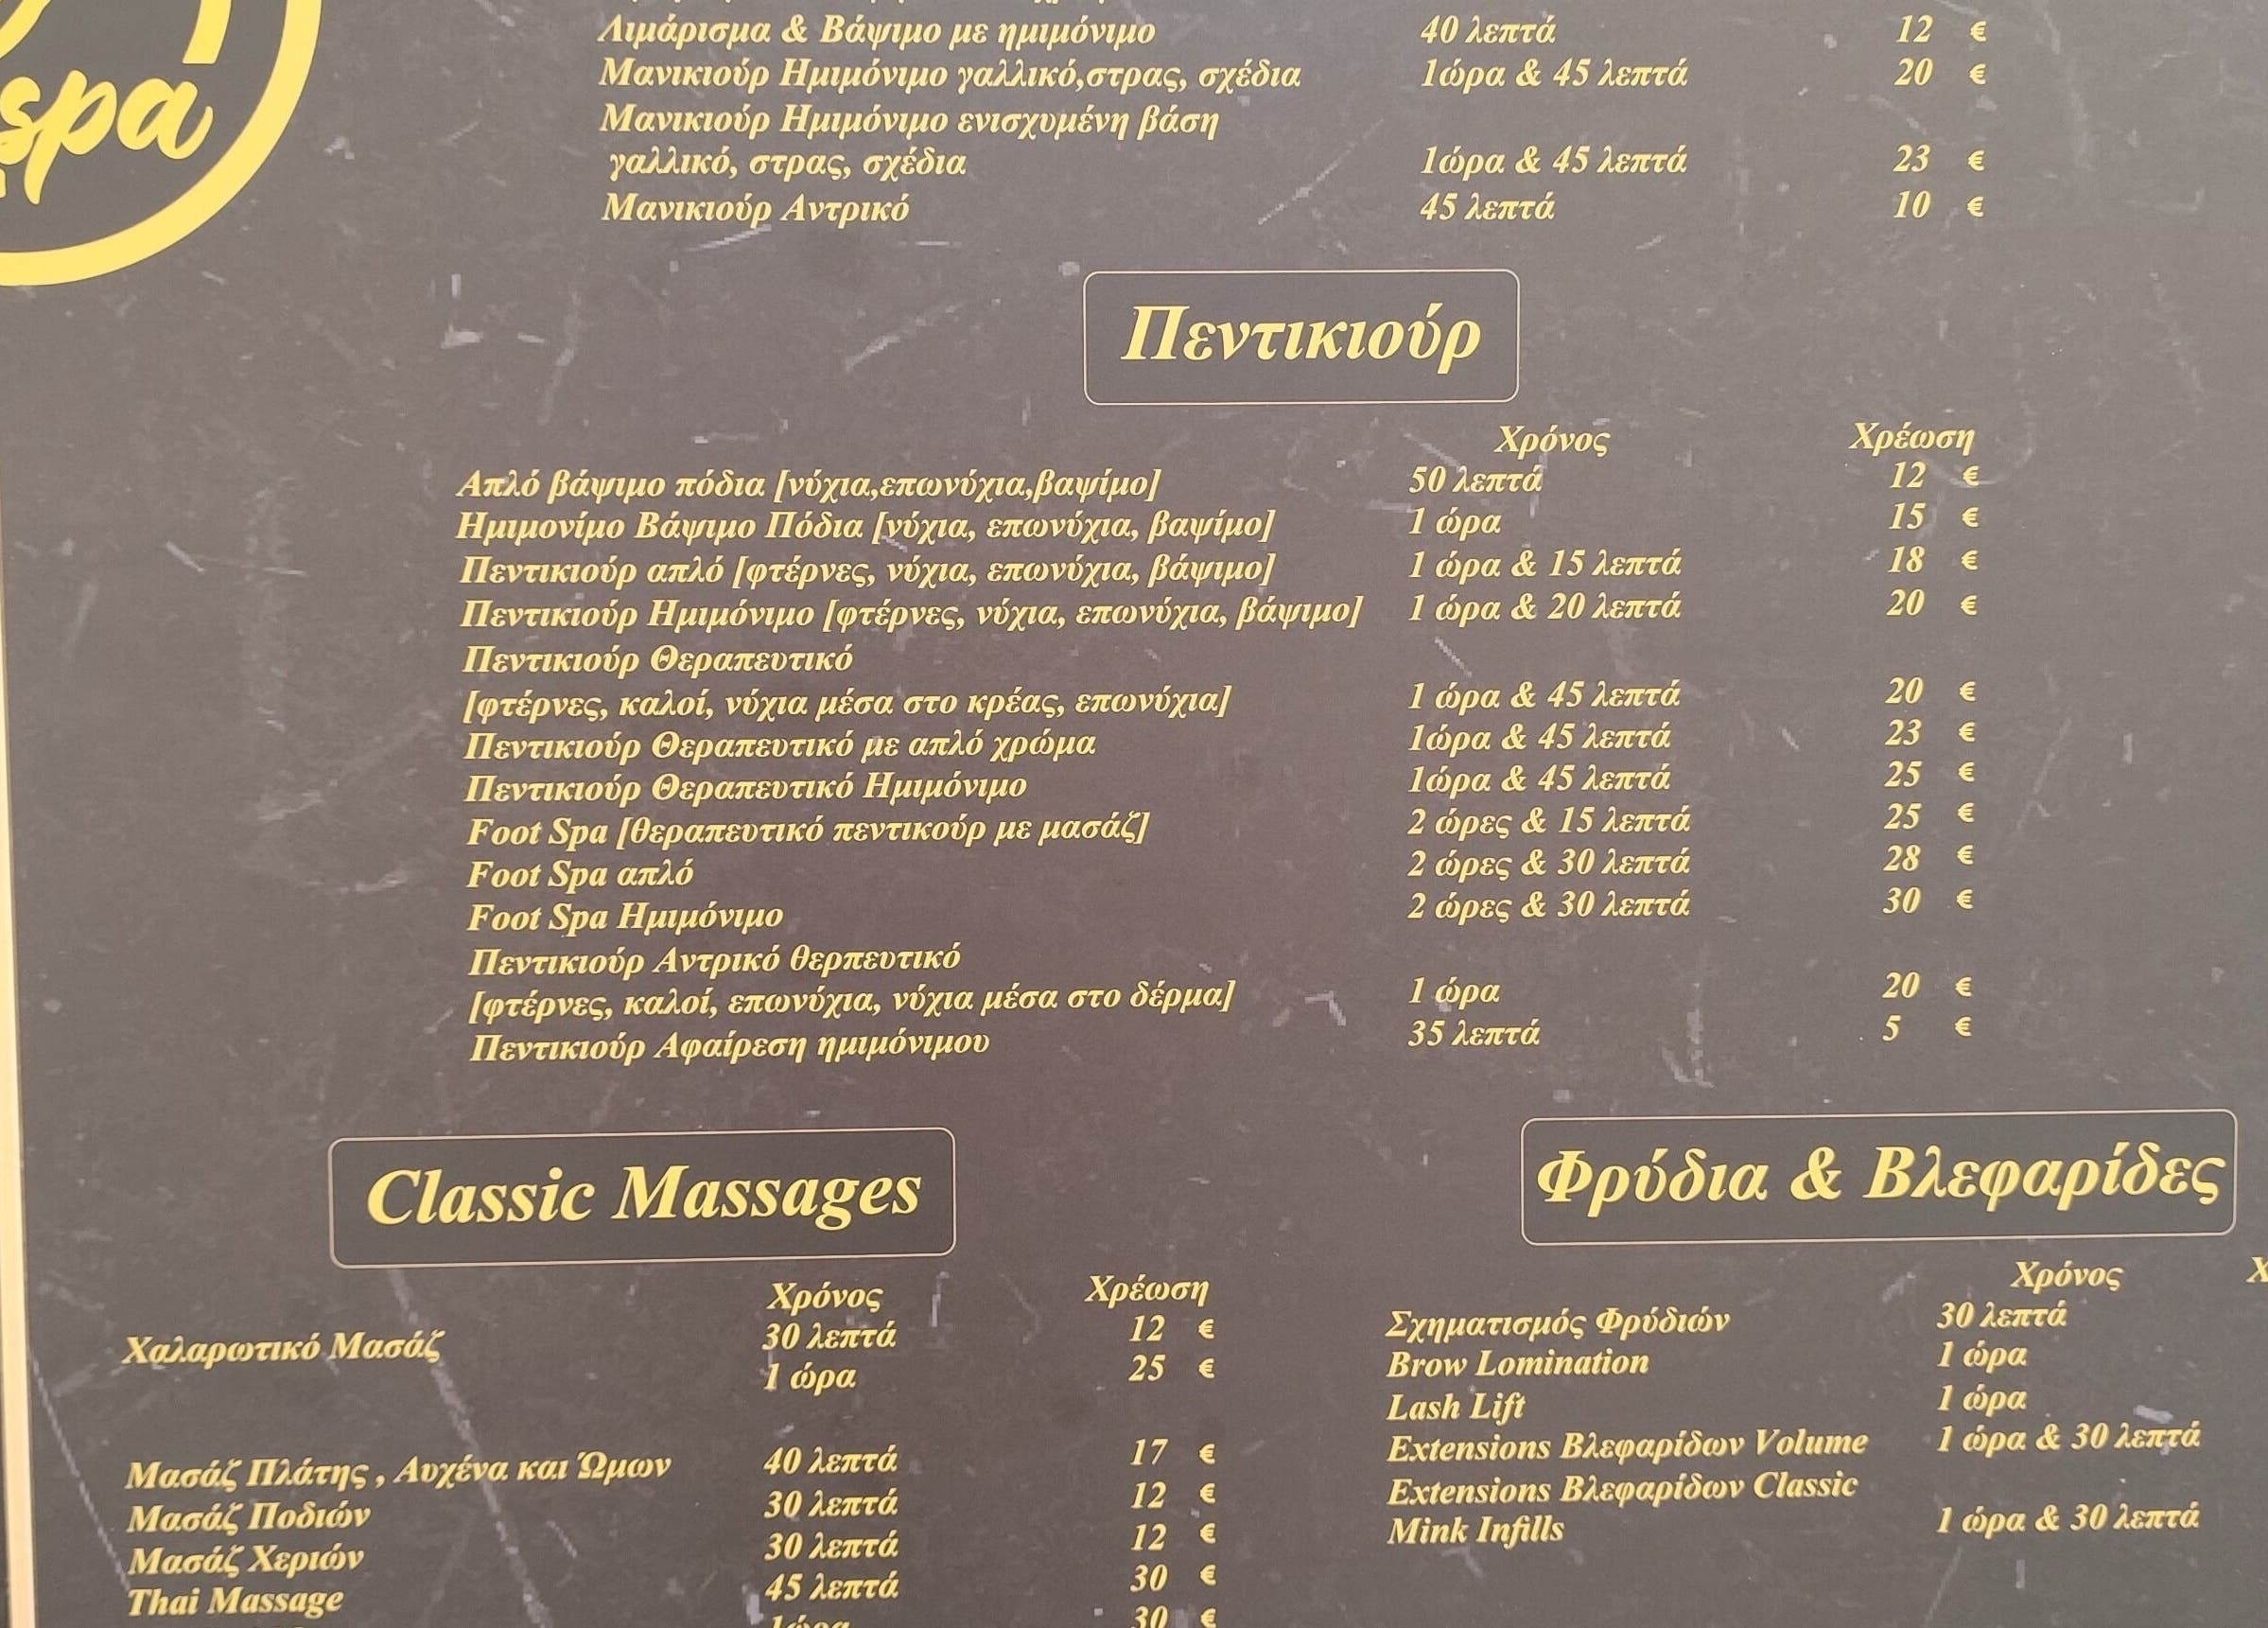 spa
Λιμάρισμα & Βάψιμο με ημιμόνιμο 40 λεπτά 12 €
Μανικιούρ Ημιμόνιμο γαλλικό,στρας, σχέδια 1ώρα & 45 λεπτά 20 €
Μανικιούρ Ημιμόνιμο ενισχυμένη βάση
γαλλικό, στρας, σχέδια 1ώρα & 45 λεπτά 23 €
Μανικιούρ Αντρικό 45 λεπτά 10 €
Πεντικιούρ
Χρόνος Χρέωση
Απλό βάψιμο πόδια [νύχια,επωνύχια,βαψίμο] 50 λεπτά 12 €
Ημιμονίμο Βάψιμο Πόδια [νύχια, επωνύχια, βαψίμο] 1 ώρα 15 €
Πεντικιούρ απλό [φτέρνες, νύχια, επωνύχια, βάψιμο] 1 ώρα & 15 λεπτά 18 €
Πεντικιούρ Ημιμόνιμο [φτέρνες, νύχια, επωνύχια, βάψιμο] 1 ώρα & 20 λεπτά 20 €
Πεντικιούρ Θεραπευτικό
[φτέρνες, καλοί, νύχια μέσα στο κρέας, επωνύχια] 1 ώρα & 45 λεπτά 20 €
Πεντικιούρ Θεραπευτικό με απλό χρώμα 1ώρα & 45 λεπτά 23 €
Πεντικιούρ Θεραπευτικό Ημιμόνιμο 1ώρα & 45 λεπτά 25 €
Foot Spa [θεραπευτικό πεντικούρ με μασάζ] 2 ώρες & 15 λεπτά 25 €
Foot Spa απλό 2 ώρες & 30 λεπτά 28 €
Foot Spa Ημιμόνιμο 2 ώρες & 30 λεπτά 30 €
Πεντικιούρ Αντρικό θερπευτικό
[φτέρνες, καλοί, επωνύχια, νύχια μέσα στο δέρμα] 1 ώρα 20 €
Πεντικιούρ Αφαίρεση ημιμόνιμου 35 λεπτά 5 €
Classic Massages
Χρόνος Χρέωση
Χαλαρωτικό Μασάζ 30 λεπτά 12 €
1 ώρα 25 €
Μασάζ Πλάτης , Αυχένα και Ώμων 40 λεπτά 17 €
Μασάζ Ποδιών 30 λεπτά 12 €
Μασάζ Χεριών 30 λεπτά 12 €
Thai Massage 45 λεπτά 30 €
1ώρα 30 €
Φρύδια & Βλεφαρίδες
Χρόνος
Σχηματισμός Φρύδιών 30 λεπτά
Brow Lomination 1 ώρα
Lash Lift 1 ώρα
Extensions Βλεφαρίδων Volume 1 ώρα & 30 λεπτά
Extensions Βλεφαρίδων Classic
Mink Infills 1 ώρα & 30 λεπτά